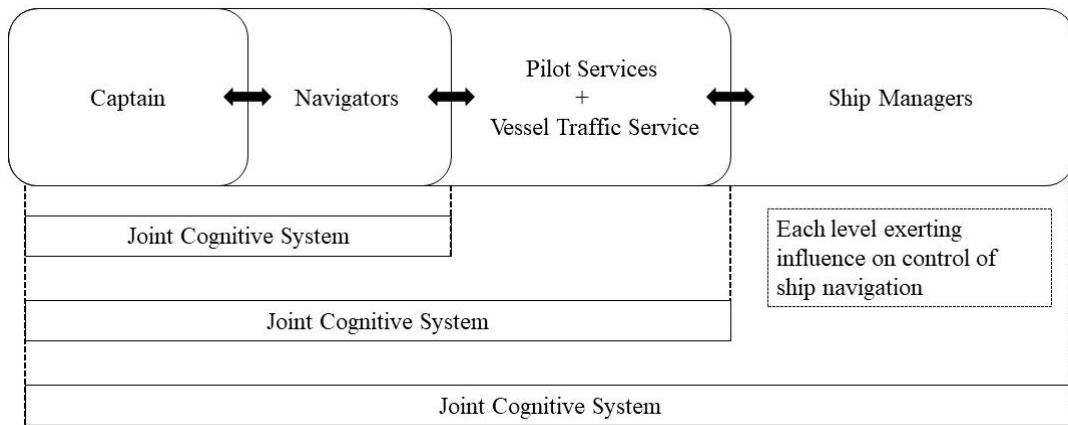 Captain
Navigators
Pilot Services
+
Vessel Traffic Service
Ship Managers
Joint Cognitive System
Each level exerting
influence on control of
ship navigation
Joint Cognitive System
Joint Cognitive System